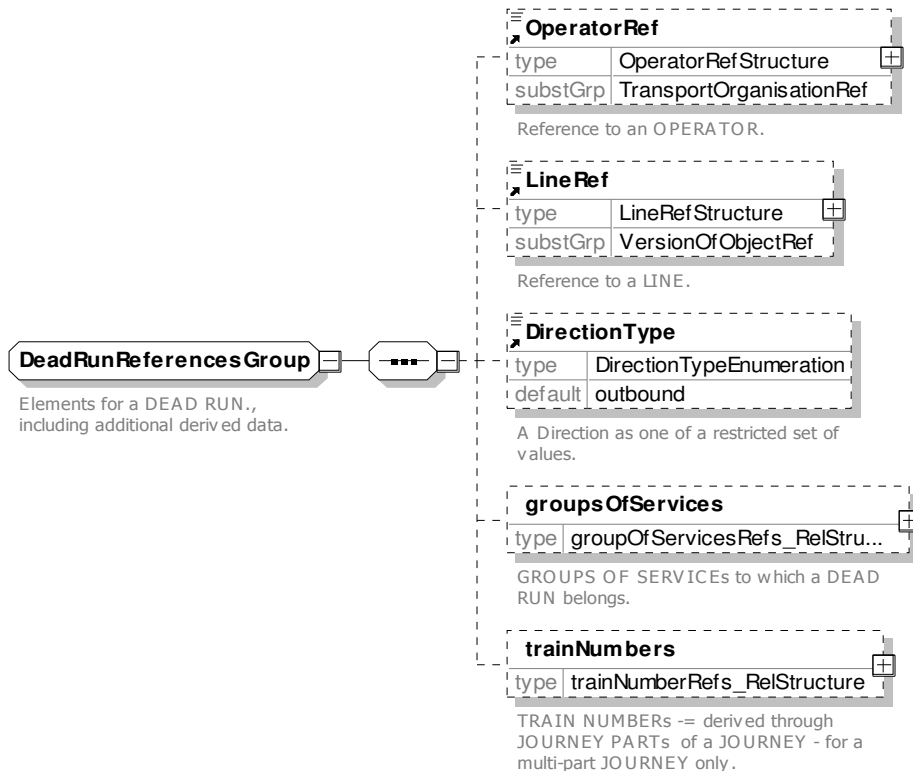 OperatorRef
type OperatorRefStructure
substGrp TransportOrganisationRef
Reference to an OPERATOR.
LineRef
type LineRefStructure
substGrp VersionOfObjectRef
Reference to a LINE.
DirectionType
type DirectionTypeEnumeration
default outbound
A Direction as one of a restricted set of
values.
DeadRunReferencesGroup
Elements for a DEAD RUN.,
including additional derived data.
groupsOfServices
type groupOfServicesRefs_RelStru...
GROUPS OF SERVICEs to which a DEAD
RUN belongs.
trainNumbers
type trainNumberRefs_RelStructure
TRAIN NUMBERs -= derived through
JOURNEY PARTs of a JOURNEY - for a
multi-part JOURNEY only.